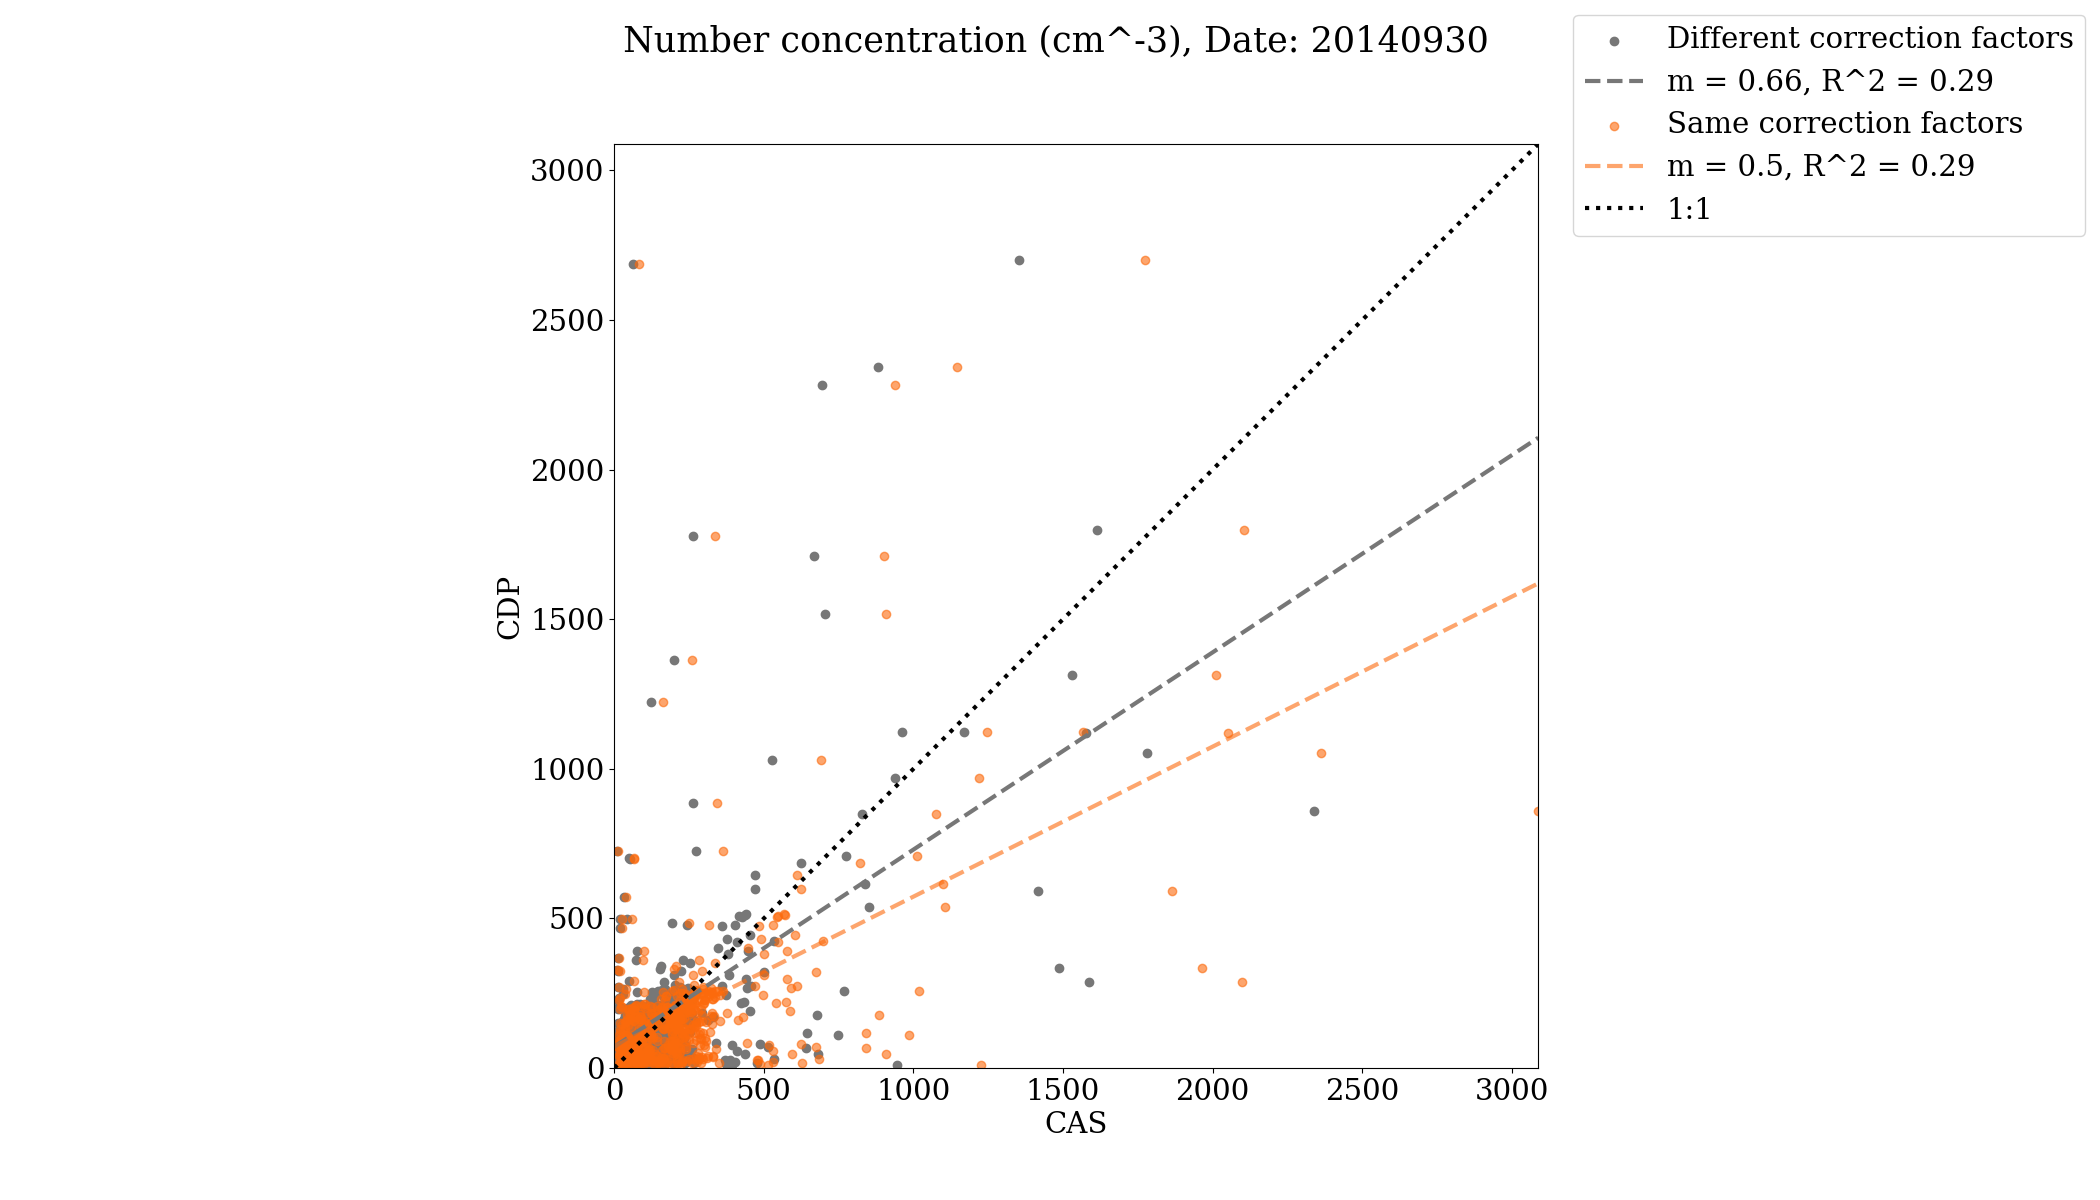 Number concentration (cm^-3), Date: 20140930
Different correction factors
m = 0.66, R^2 = 0.29
Same correction factors
m = 0.5, R^2 = 0.29
1:1
3000
2500
2000
1500
1000
500
0
CDP
0 500 1000 1500 2000 2500 3000
CAS